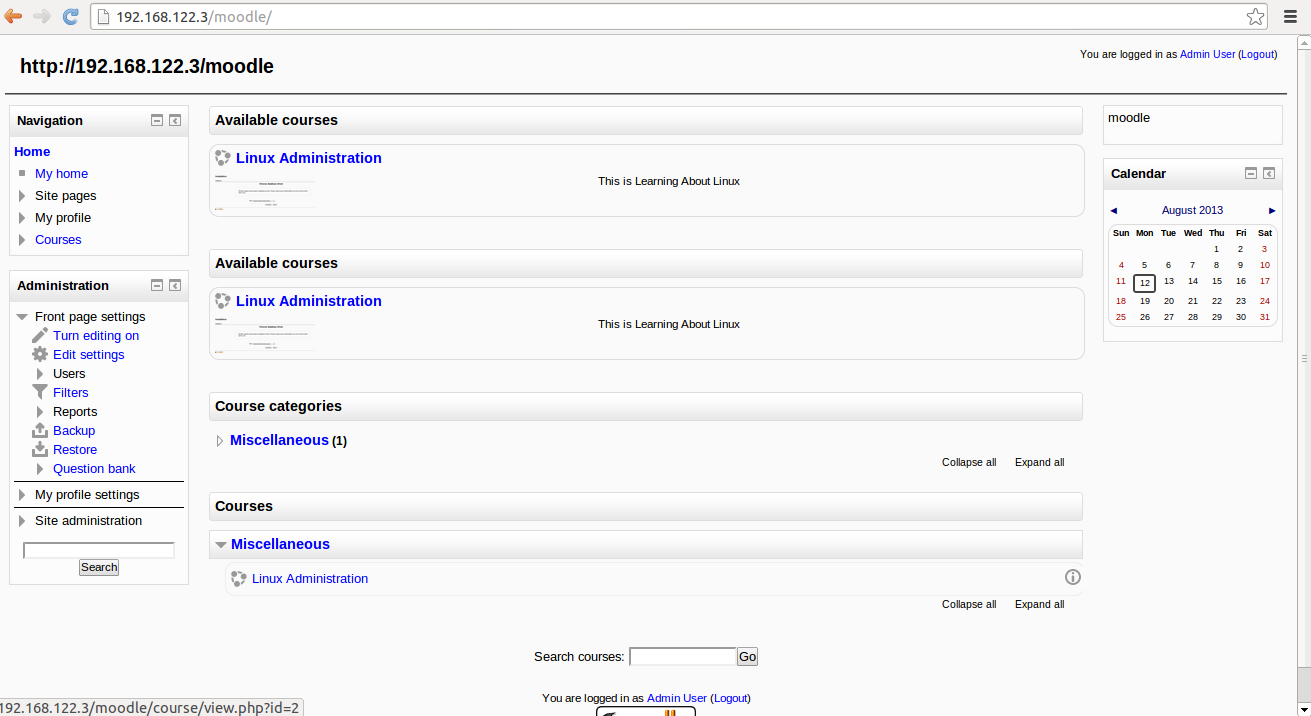 192.168.122.3/moodle/
You are logged in as Admin User (Logout)
http://192.168.122.3/moodle
Navigation
Home
My home
Site pages
My profile
Courses
Administration
Front page settings
Turn editing on
Edit settings
Users
Filters
Reports
Backup
Restore
Question bank
My profile settings
Site administration
Search
Available courses
Linux Administration
This is Learning About Linux
Available courses
Linux Administration
This is Learning About Linux
Course categories
Miscellaneous (1)
Collapse all Expand all
Courses
Miscellaneous
Linux Administration
Collapse all Expand all
Search courses: Go
You are logged in as Admin User (Logout)
moodle
Calendar
◄ August 2013 ►
Sun Mon Tue Wed Thu Fri Sat
1 2 3
4 5 6 7 8 9 10
11 12 13 14 15 16 17
18 19 20 21 22 23 24
25 26 27 28 29 30 31
192.168.122.3/moodle/course/view.php?id=2